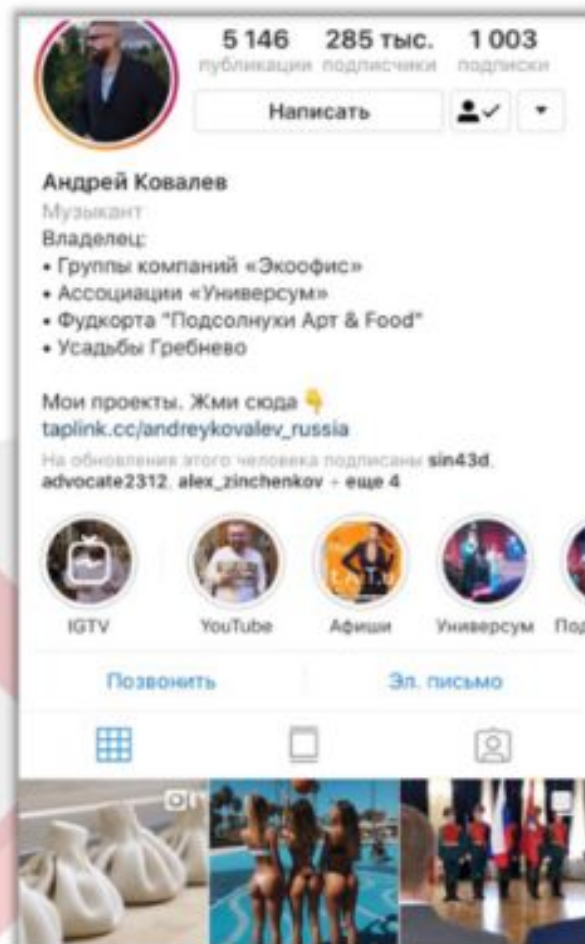 5 146 285 тыс. 1 003
публикации подписчики подписки
Написать
Андрей Ковалев
Музыкант
Владелец:
• Группы компаний «Экоофис»
• Ассоциации «Универсум»
• Фудкорта "Подсолнухи Арт & Food"
• Усадьбы Гребнево
Мои проекты. Жми сюда 👇
taplink.cc/andreykovalev_russia
На обновления этого человека подписаны sin43d,
advocate2312, alex_zinchenkov + еще 4
t.A.T.u
IGTV YouTube Афиши Универсум Под
Позвонить Эл. письмо